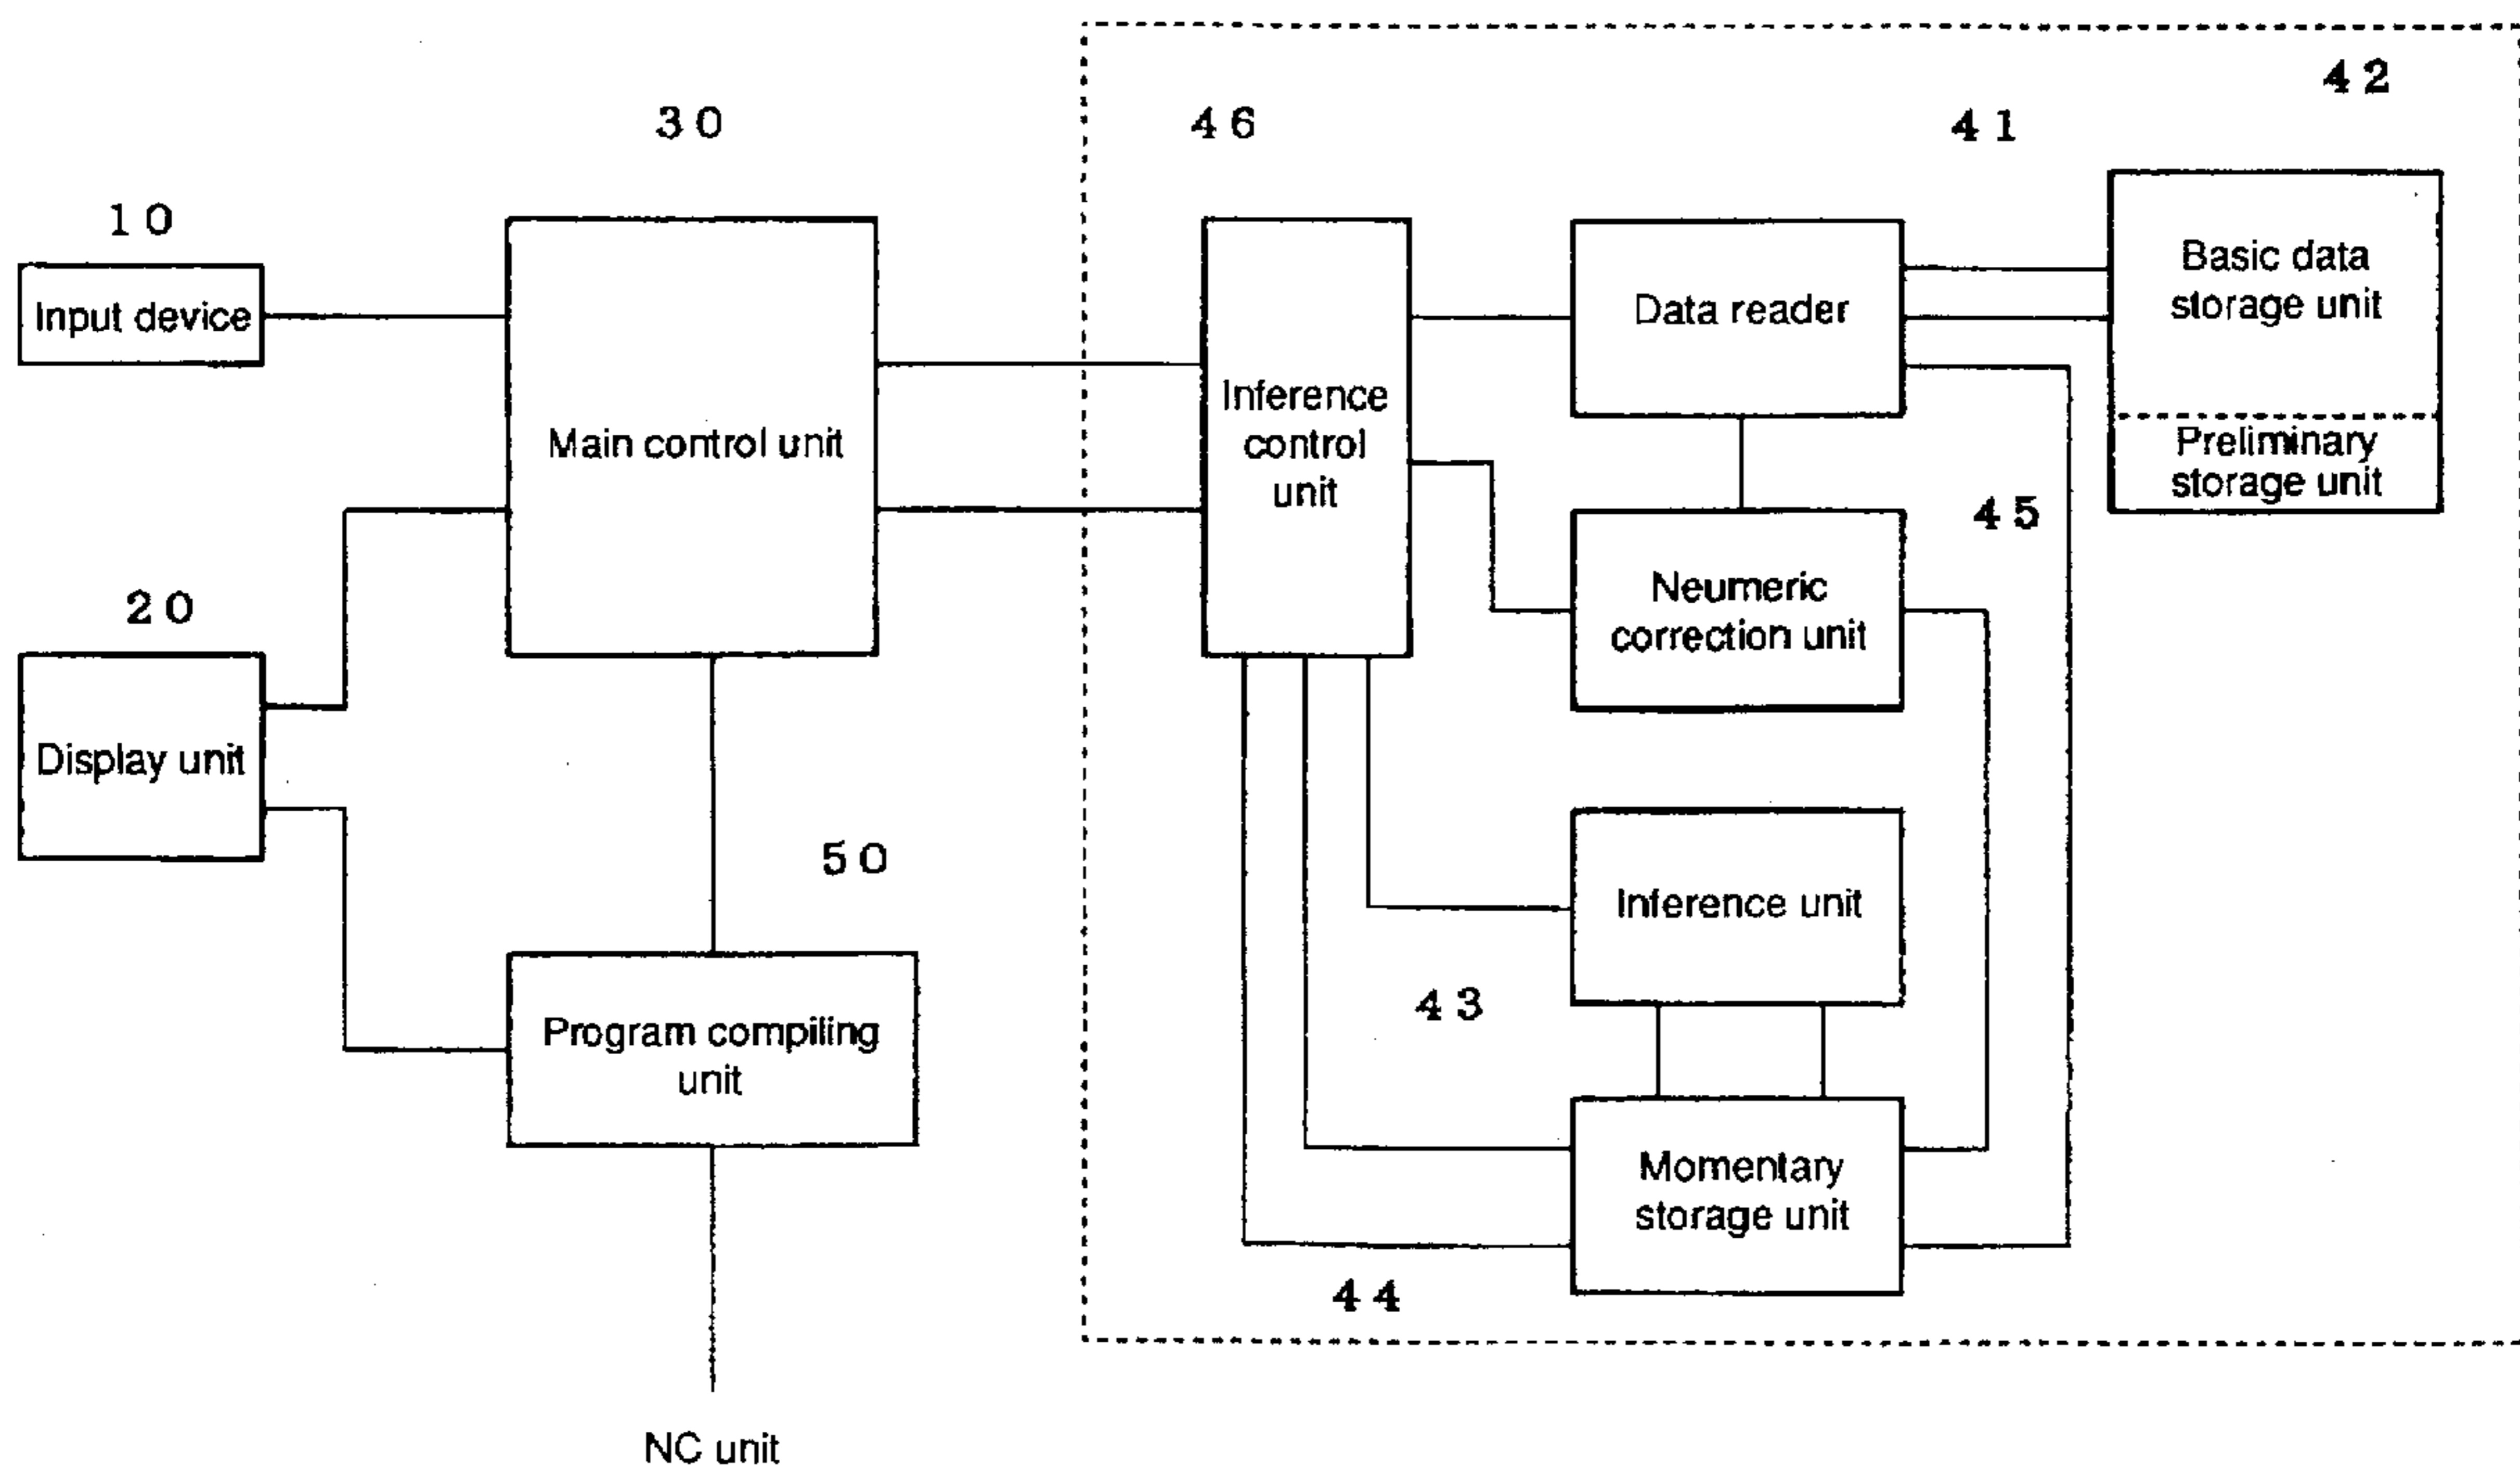 42
30
46
41
10
Input device
Main control unit
Inference
control
unit
Data reader
Basic data
storage unit
Preliminary
storage unit
45
20
Neumeric
correction unit
Display unit
50
Inference unit
43
Program compiling
unit
Momentary
storage unit
44
NC unit